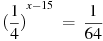 (1/4)^{x-15} = 1/64